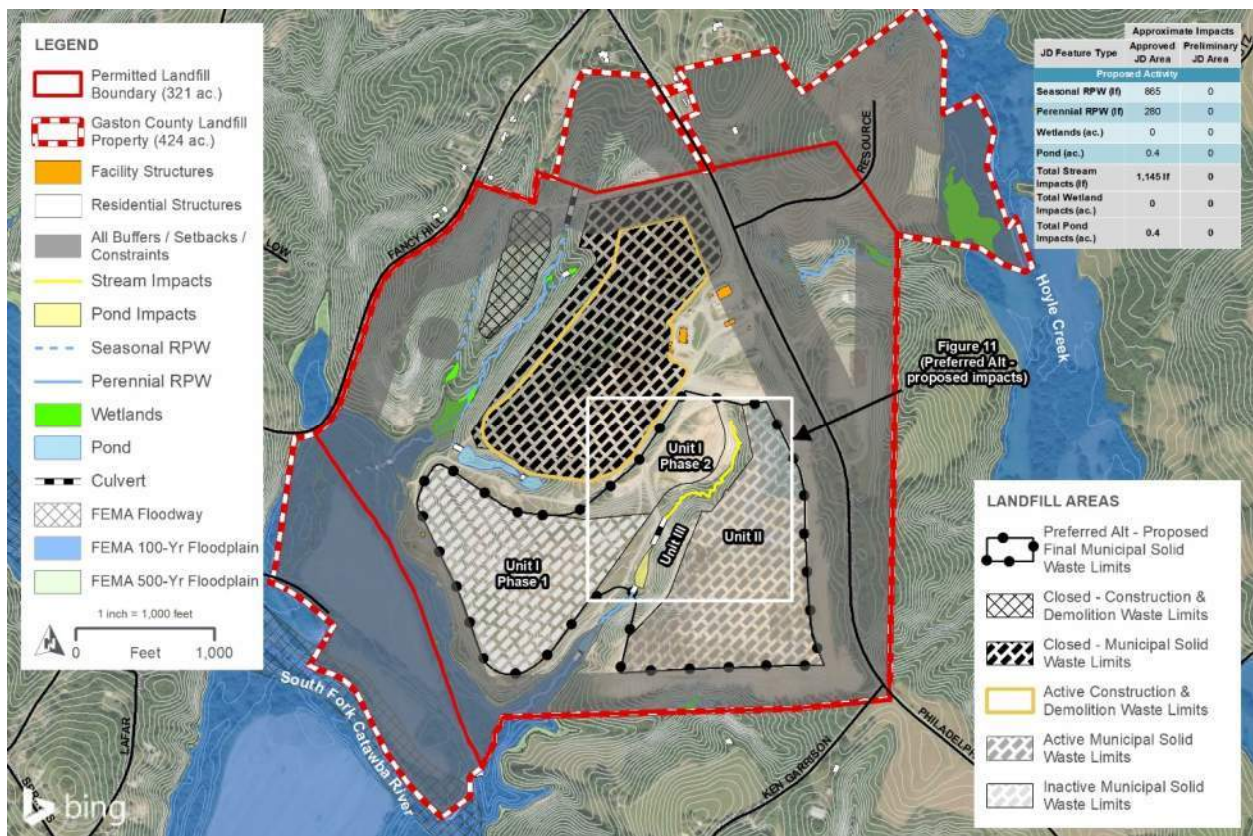 LEGEND
Permitted Landfill
Boundary (321 ac.)
Gaston County Landfill
Property (424 ac.)
Facility Structures
Residential Structures
All Buffers / Setbacks /
Constraints
Stream Impacts
Pond Impacts
Seasonal RPW
Perennial RPW
Wetlands
Pond
Culvert
FEMA Floodway
FEMA 100-Yr Floodplain
FEMA 500-Yr Floodplain
1 inch = 1,000 feet
N
0 Feet 1,000
bing
LOW
FANCY HILL
RESOURCE
Hoyle Creek
Figure 11
(Preferred Alt -
proposed impacts)
Unit I
Phase 2
Unit III
Unit II
Unit I
Phase 1
South Fork Catawba River
LAFAR
KEN GARRISON
Approximate Impacts
JD Feature Type Approved JD Area Preliminary JD Area
Proposed Activity
Seasonal RPW (lf) 865 0
Perennial RPW (lf) 280 0
Wetlands (ac.) 0 0
Pond (ac.) 0.4 0
Total Stream Impacts (lf) 1,145 lf 0
Total Wetland Impacts (ac.) 0 0
Total Pond Impacts (ac.) 0.4 0
LANDFILL AREAS
Preferred Alt - Proposed
Final Municipal Solid
Waste Limits
Closed - Construction &
Demolition Waste Limits
Closed - Municipal Solid
Waste Limits
Active Construction &
Demolition Waste Limits
Active Municipal Solid
Waste Limits
Inactive Municipal Solid
Waste Limits